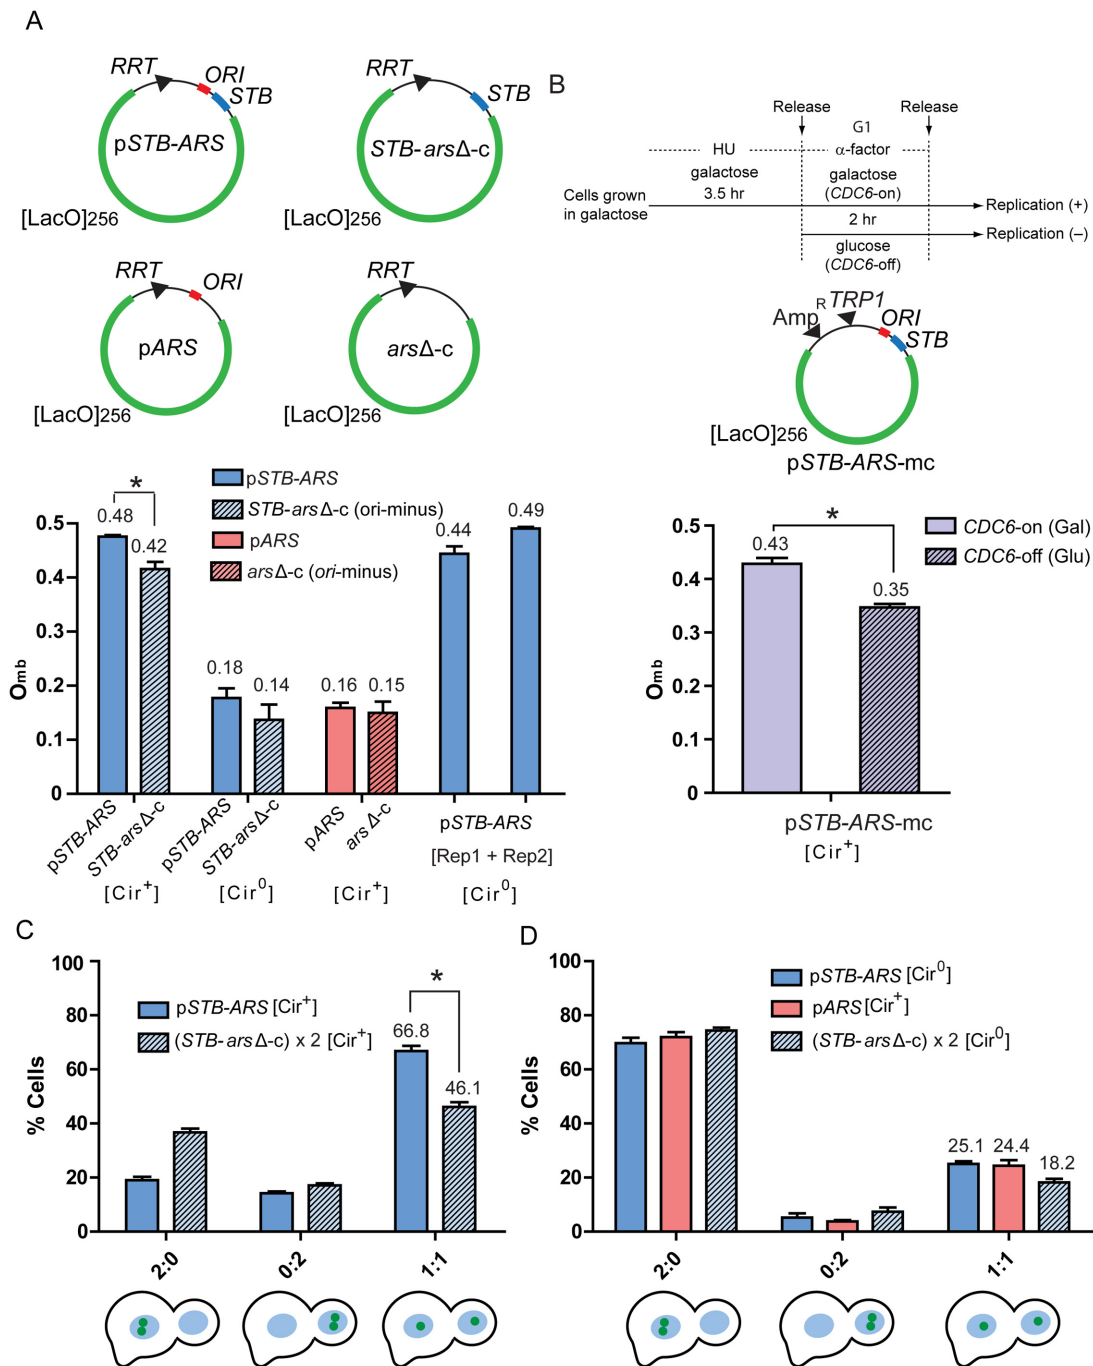 A
RRT
ORI
STB
pSTB-ARS
[LacO]256
RRT
STB
STB-arsΔ-c
[LacO]256
RRT
ORI
pARS
[LacO]256
RRT
arsΔ-c
[LacO]256
pSTB-ARS
STB-arsΔ-c (ori-minus)
pARS
arsΔ-c (ori-minus)
Omb
0.5
0.4
0.3
0.2
0.1
0
*
0.48
0.42
0.18
0.14
0.16
0.15
0.44
0.49
pSTB-ARS
STB-arsΔ-c
pSTB-ARS
STB-arsΔ-c
pARS
arsΔ-c
pSTB-ARS
[Rep1 + Rep2]
[Cir+]
[Cir0]
[Cir+]
[Cir0]
B
Release
Release
G1
HU
α-factor
galactose
galactose
3.5 hr
(CDC6-on)
Cells grown
in galactose
Replication (+)
2 hr
Replication (–)
glucose
(CDC6-off)
AmpR
TRP1
ORI
STB
[LacO]256
pSTB-ARS-mc
CDC6-on (Gal)
CDC6-off (Glu)
Omb
0.5
0.4
0.3
0.2
0.1
0
*
0.43
0.35
pSTB-ARS-mc
[Cir+]
C
% Cells
100
80
60
40
20
0
pSTB-ARS [Cir+]
(STB-arsΔ-c) x 2 [Cir+]
*
66.8
46.1
2:0
0:2
1:1
D
% Cells
100
80
60
40
20
0
pSTB-ARS [Cir0]
pARS [Cir+]
(STB-arsΔ-c) x 2 [Cir0]
25.1
24.4
18.2
2:0
0:2
1:1